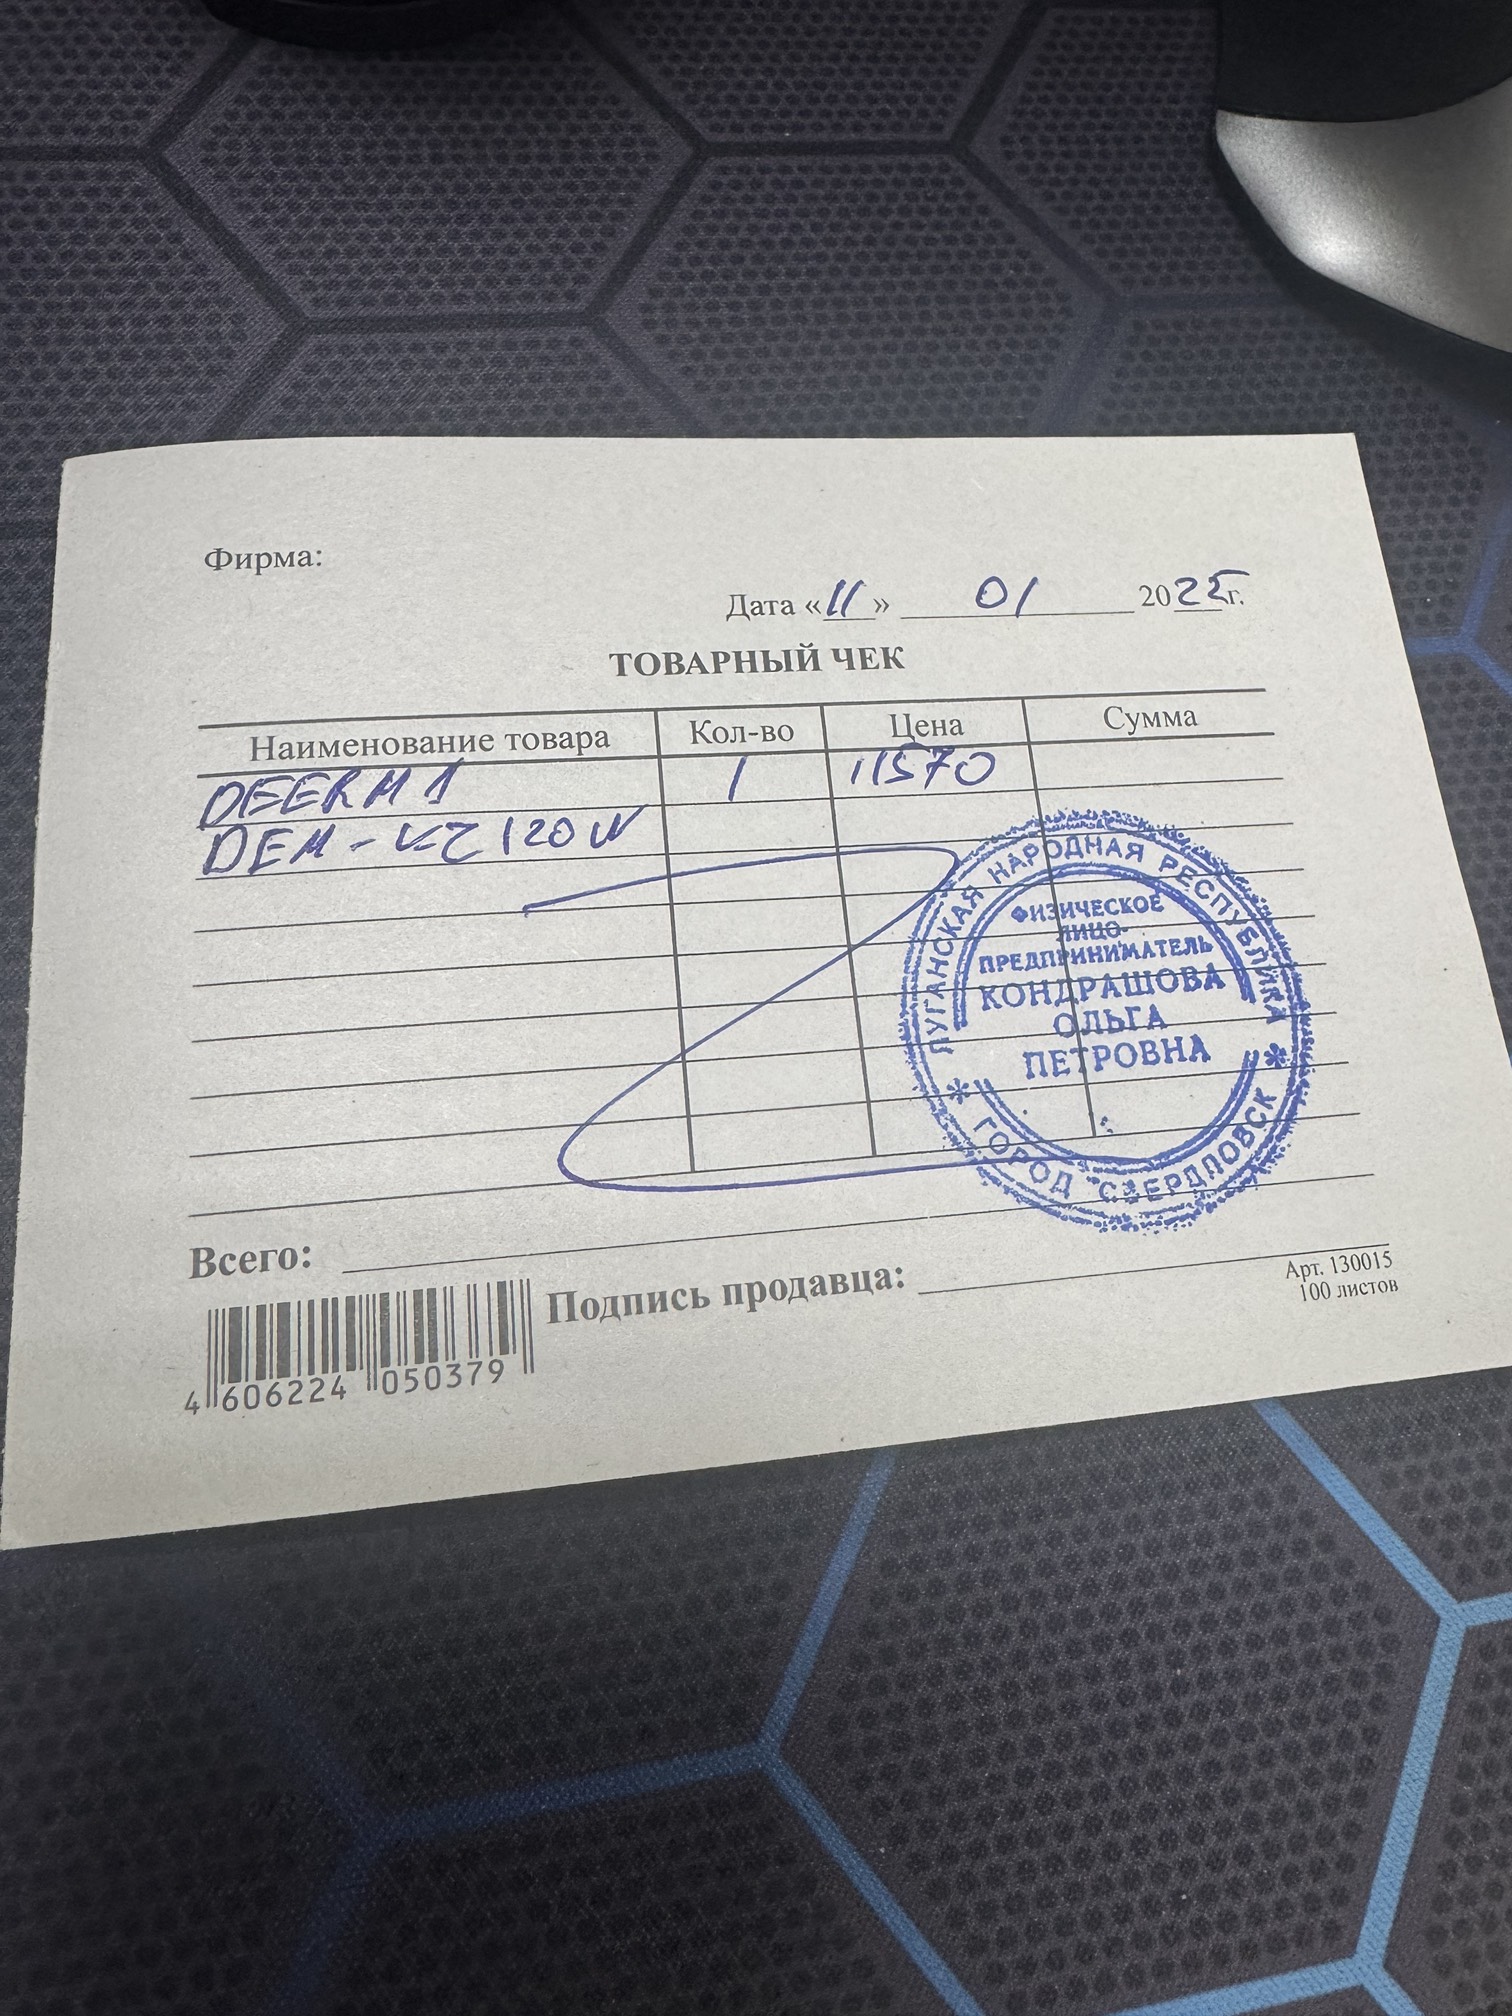 Фирма:
Дата «11» 01 2025г.
ТОВАРНЫЙ ЧЕК
Наименование товара Кол-во Цена Сумма
DEERMA 1 11570
DEM-VZ120W
ЛУГАНСКАЯ НАРОДНАЯ РЕСПУБЛИКА
ФИЗИЧЕСКОЕ
ЛИЦО-
ПРЕДПРИНИМАТЕЛЬ
КОНДРАШОВА
ОЛЬГА
ПЕТРОВНА
* ГОРОД СВЕРДЛОВСК *
Всего:
Подпись продавца:
Арт. 130015
100 листов
4 606224 050379